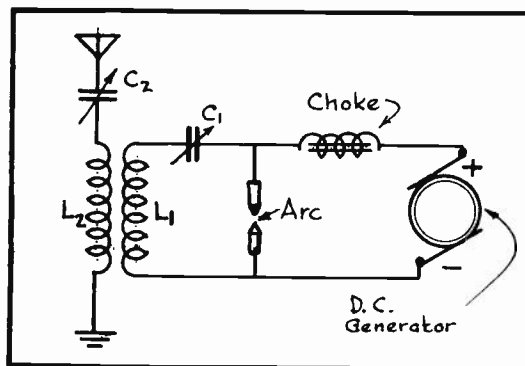 C2
C1
Choke
L2
L1
Arc
+
-
D.C.
Generator